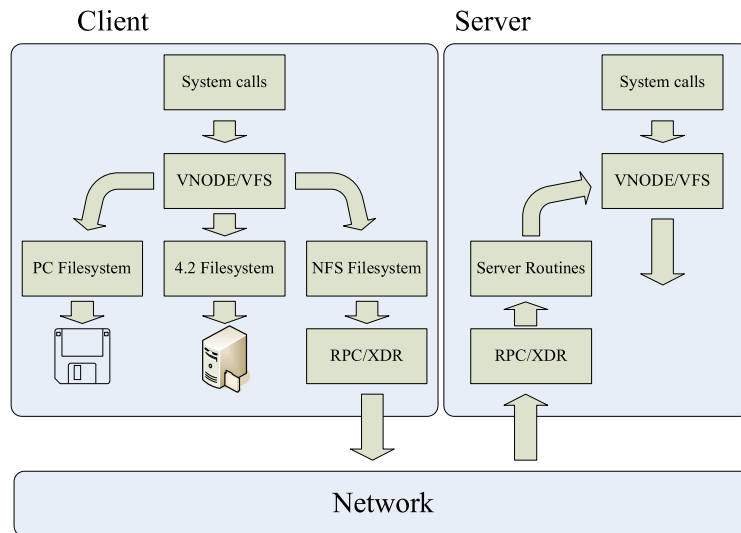 Client
Server
System calls
System calls
VNODE/VFS
VNODE/VFS
PC Filesystem
4.2 Filesystem
NFS Filesystem
Server Routines
RPC/XDR
RPC/XDR
Network